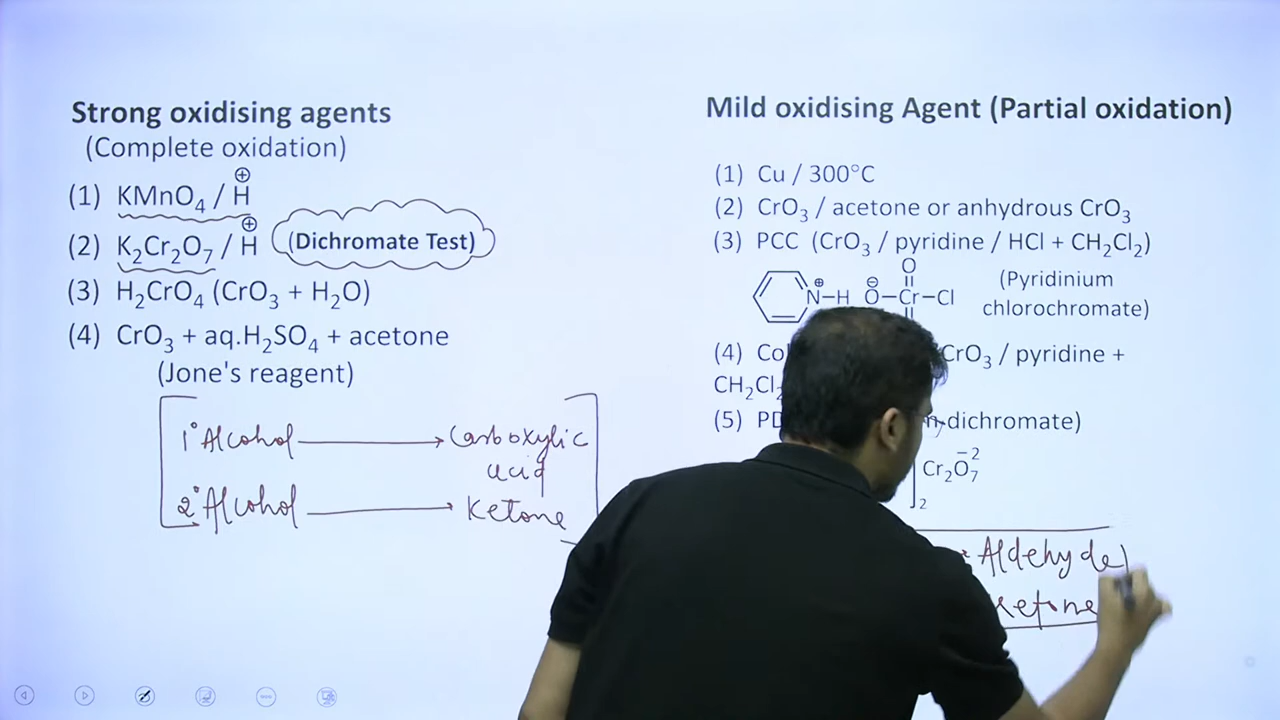 Strong oxidising agents
(Complete oxidation)
(1) KMnO₄ / H⊕
(2) K₂Cr₂O₇ / H⊕ (Dichromate Test)
(3) H₂CrO₄ (CrO₃ + H₂O)
(4) CrO₃ + aq.H₂SO₄ + acetone
(Jone's reagent)
1° Alcohol → Carboxylic
acid
2° Alcohol → Ketone
Mild oxidising Agent (Partial oxidation)
(1) Cu / 300°C
(2) CrO₃ / acetone or anhydrous CrO₃
(3) PCC (CrO₃ / pyridine / HCl + CH₂Cl₂)
O
N⊕–H O⊖–Cr–Cl (Pyridinium
chlorochromate)
(4) CrO₃ / pyridine +
CH₂Cl₂
(5) dichromate)
]₂ Cr₂O₇⁻²
Aldehyde
Ketone